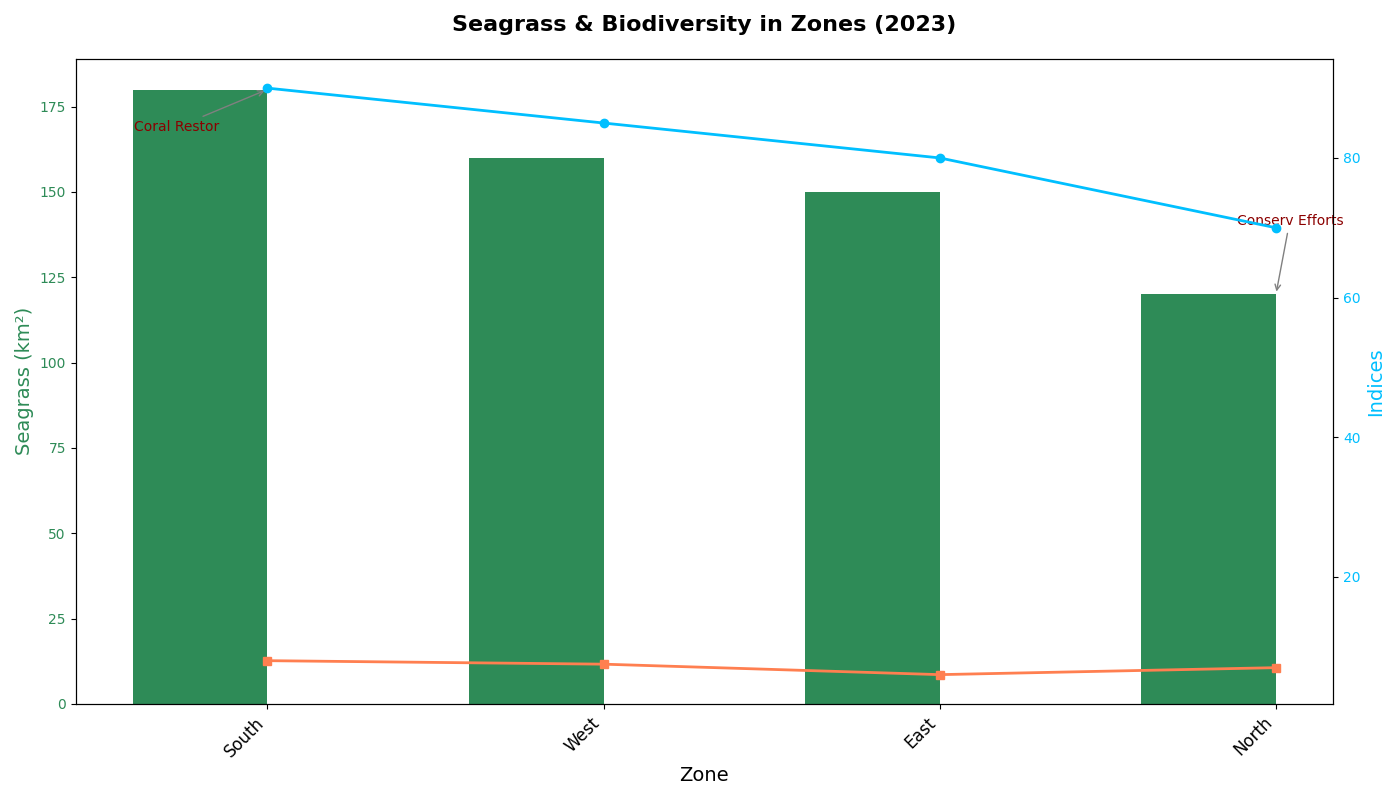 Seagrass & Biodiversity in Zones (2023)
Seagrass (km²)
175
150
125
100
75
50
25
0
Coral Restor
Conserv Efforts
80
60
40
20
Indices
South
West
East
North
Zone